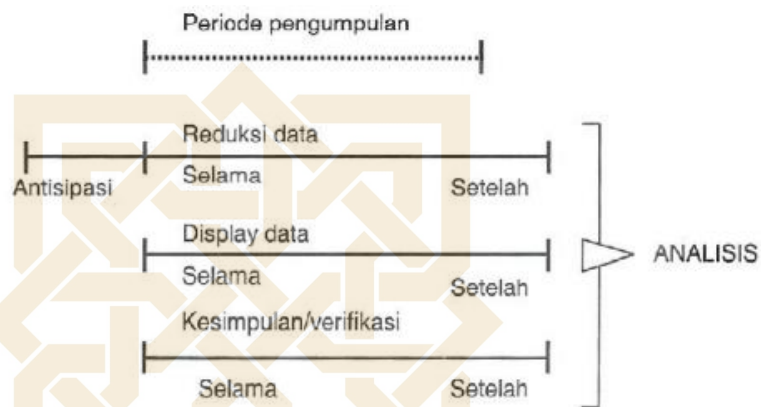 Periode pengumpulan
Reduksi data
Antisipasi
Selama
Setelah
Display data
Selama
Setelah
ANALISIS
Kesimpulan/verifikasi
Selama
Setelah